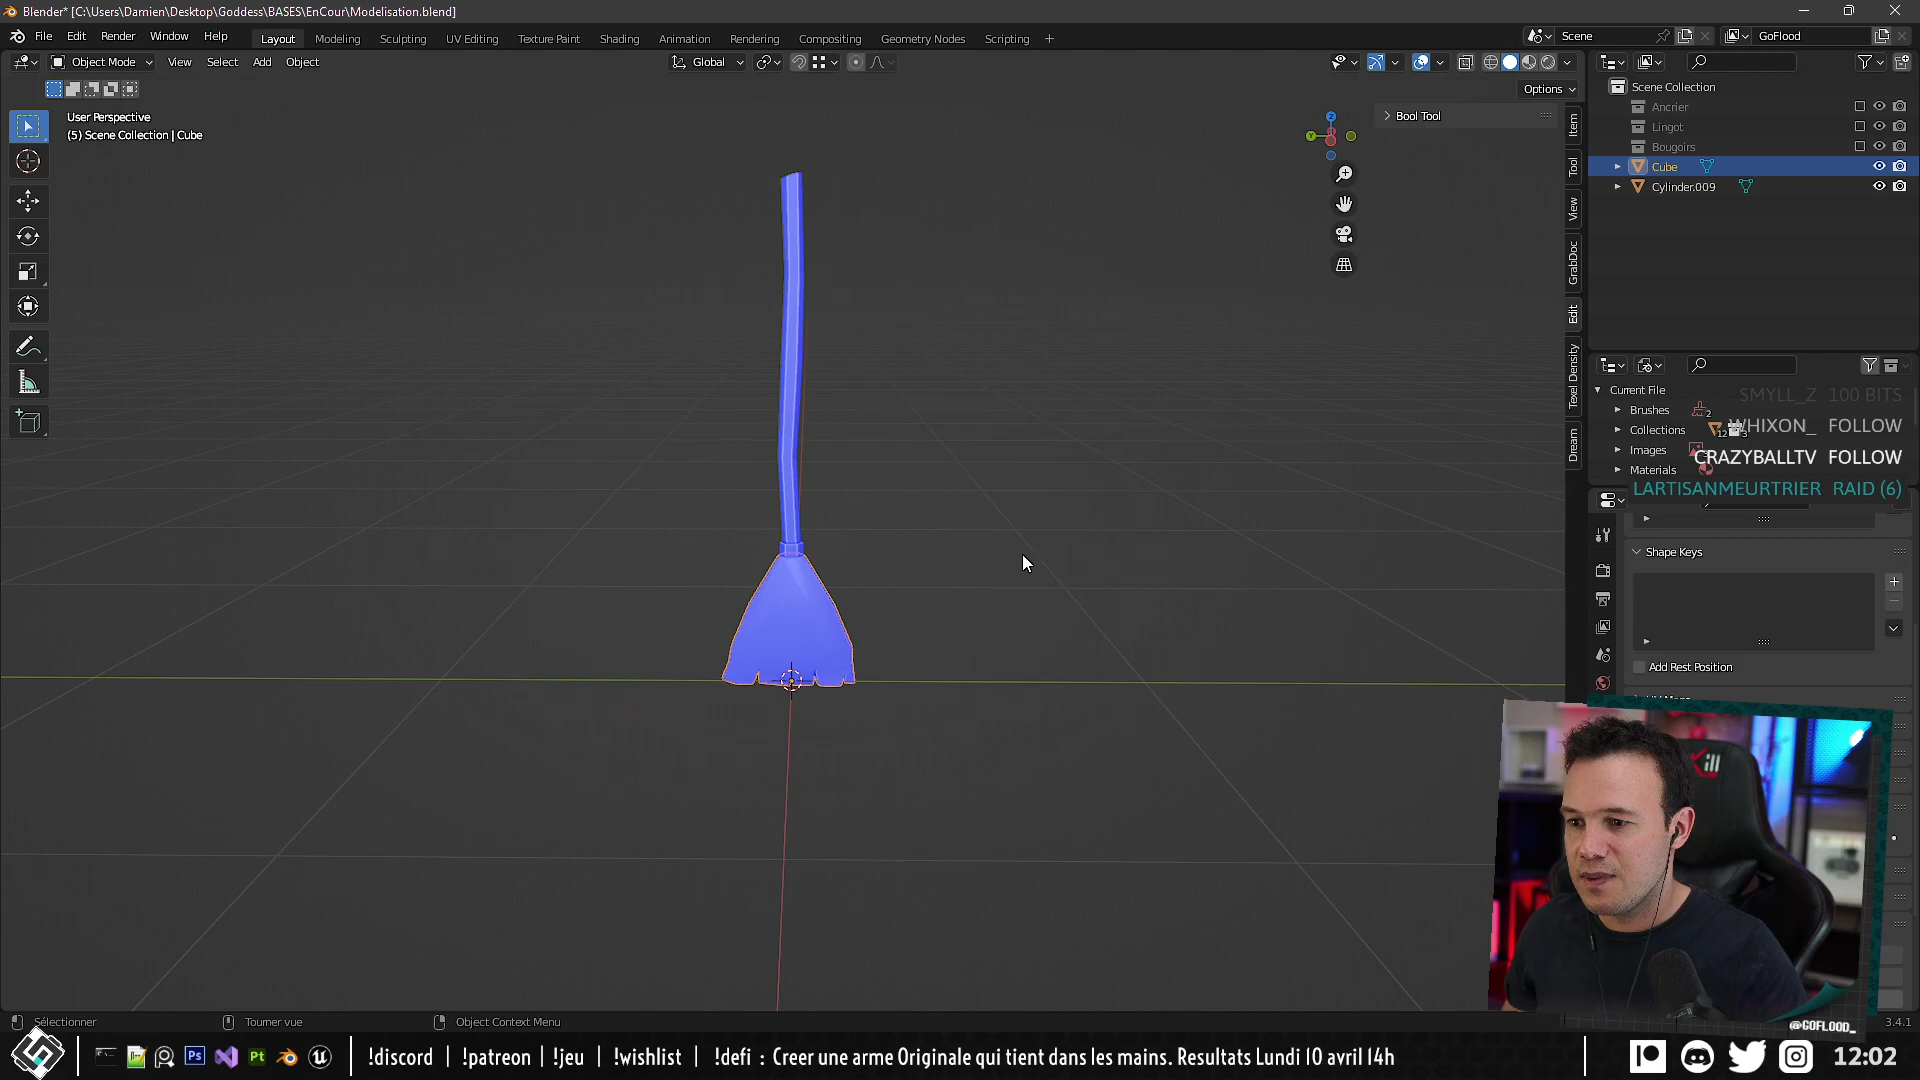 Blender* [C:\Users\Damien\Desktop\Goddess\BASES\EnCour\Modelisation.blend]
File Edit Render Window Help Layout Modeling Sculpting UV Editing Texture Paint Shading Animation Rendering Compositing Geometry Nodes Scripting +
Scene GoFlood
Object Mode View Select Add Object Global
Options
User Perspective
(5) Scene Collection | Cube
Bool Tool
Z
Y
Item
Tool
View
GrabDoc
Edit
Texel Density
Dream
Scene Collection
Ancrier
Lingot
Bougoirs
Cube
Cylinder.009
Current File
Brushes 2
Collections 12 3
Images
Materials
SMYLL_Z 100 BITS
WHIXON_ FOLLOW
CRAZYBALLTV FOLLOW
LARTISANMEURTRIER RAID (6)
Shape Keys
Add Rest Position
@GOFLOOD_
Sélectionner Tourner vue Object Context Menu 3.4.1
Ps Pt !discord | !patreon | !jeu | !wishlist | !defi : Creer une arme Originale qui tient dans les mains. Resultats Lundi 10 avril 14h 12:02